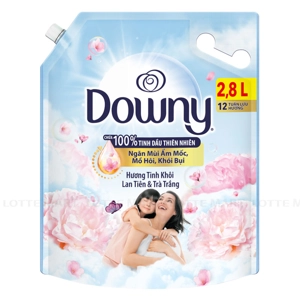 2,8 L
12 TUẦN LƯU HƯƠNG
Downy
CHỨA 100% TINH DẦU THIÊN NHIÊN
Ngăn Mùi Ẩm Mốc,
Mồ Hôi, Khói Bụi
Hương Tinh Khôi
Lan Tiên & Trà Trắng